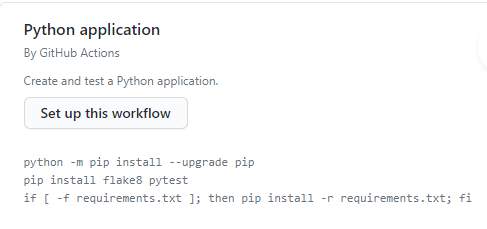 Python application
By GitHub Actions
Create and test a Python application.
Set up this workflow
python -m pip install --upgrade pip
pip install flake8 pytest
if [ -f requirements.txt ]; then pip install -r requirements.txt; fi